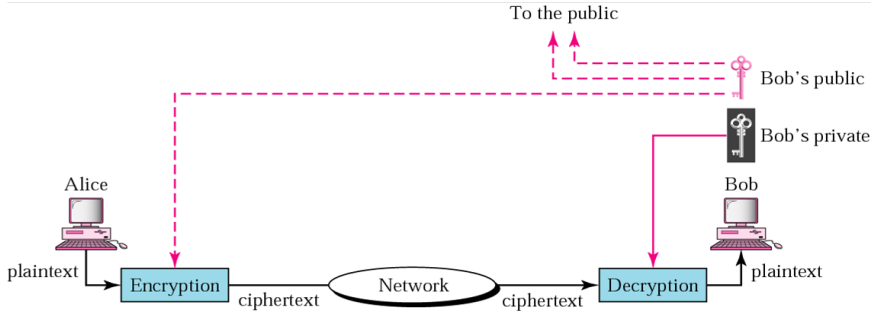 To the public
Bob's public
Bob's private
Alice
Bob
plaintext
Encryption
ciphertext
Network
ciphertext
Decryption
plaintext